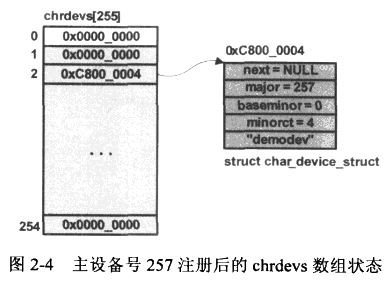 chrdevs[255]
0 0x0000_0000
1 0x0000_0000
2 0xC800_0004
...
254 0x0000_0000
0xC800_0004
next = NULL
major = 257
baseminor = 0
minorct = 4
"demodev"
struct char_device_struct
图 2-4 主设备号 257 注册后的 chrdevs 数组状态